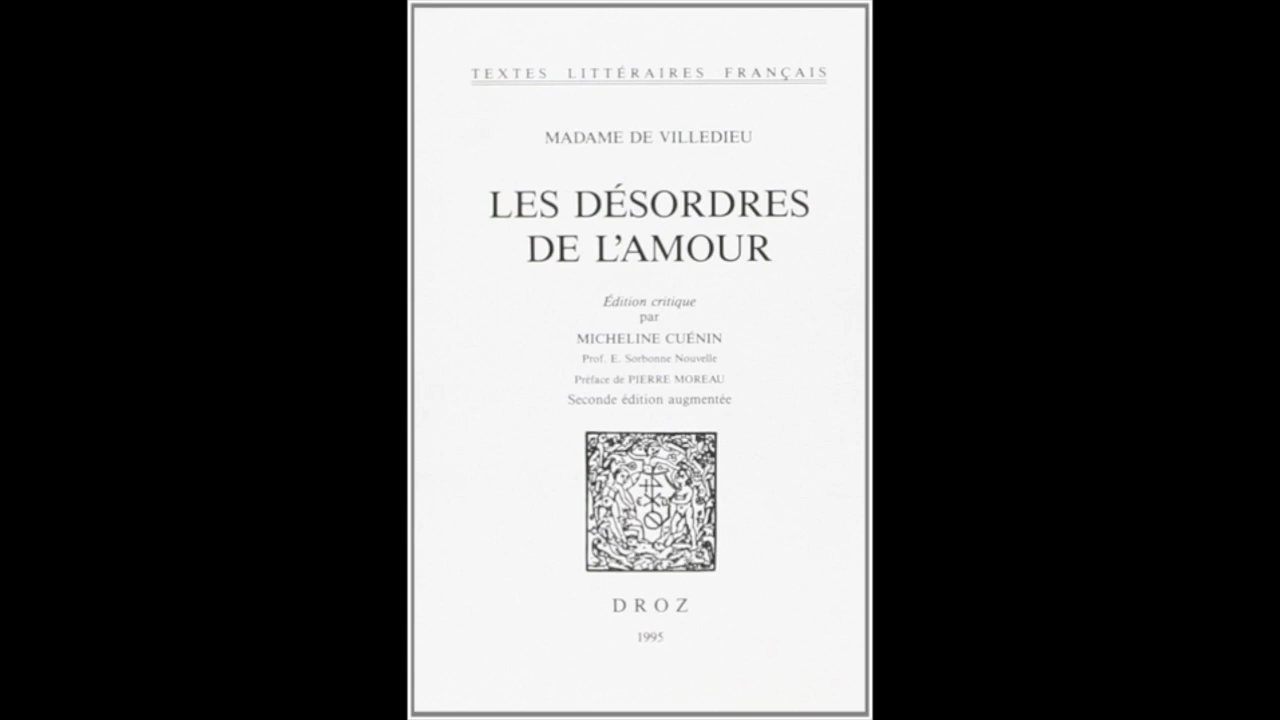 TEXTES LITTÉRAIRES FRANÇAIS
MADAME DE VILLEDIEU
LES DÉSORDRES
DE L'AMOUR
Édition critique
par
MICHELINE CUÉNIN
Prof. E. Sorbonne Nouvelle
Préface de PIERRE MOREAU
Seconde édition augmentée
DROZ
1995